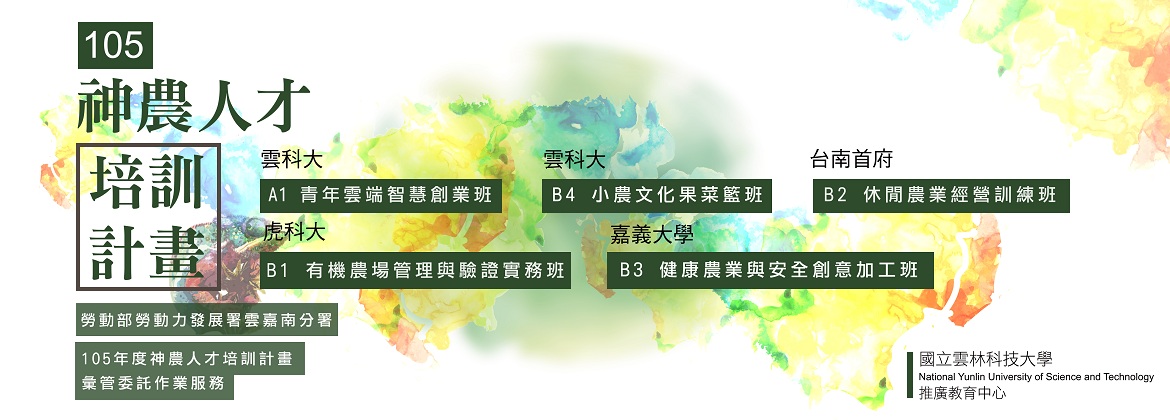 105
神農人才
培訓
計畫
雲科大
A1 青年雲端智慧創業班
雲科大
B4 小農文化果菜籃班
台南首府
B2 休閒農業經營訓練班
虎科大
B1 有機農場管理與驗證實務班
嘉義大學
B3 健康農業與安全創意加工班
勞動部勞動力發展署雲嘉南分署
105年度神農人才培訓計畫
彙管委託作業服務
國立雲林科技大學
National Yunlin University of Science and Technology
推廣教育中心